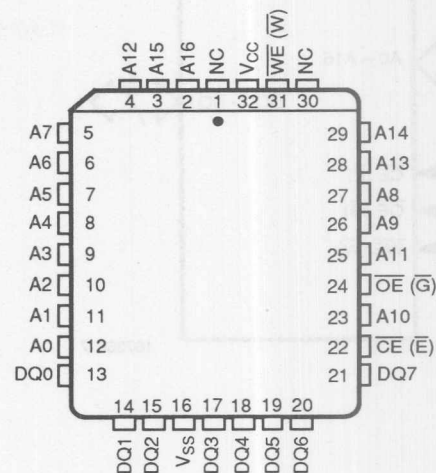 A12 A15 A16 NC VCC W̅E̅ (W̅) NC
4 3 2 1 32 31 30
A7 5 29 A14
A6 6 28 A13
A5 7 27 A8
A4 8 26 A9
A3 9 25 A11
A2 10 24 O̅E̅ (G̅)
A1 11 23 A10
A0 12 22 C̅E̅ (E̅)
DQ0 13 21 DQ7
14 15 16 17 18 19 20
DQ1 DQ2 VSS DQ3 DQ4 DQ5 DQ6